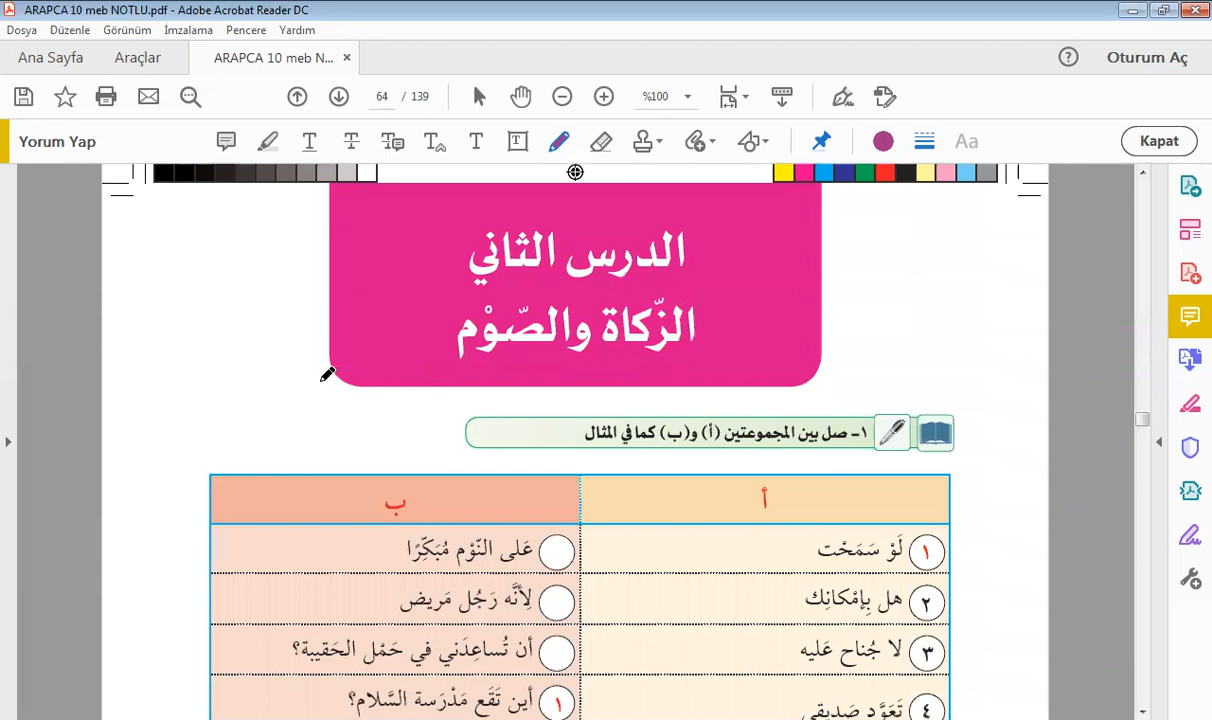 ARAPCA 10 meb NOTLU.pdf - Adobe Acrobat Reader DC
Dosya Düzenle Görünüm İmzalama Pencere Yardım
Ana Sayfa Araçlar ARAPCA 10 meb N... × Oturum Aç
64 / 139 %100
Yorum Yap Aa Kapat
الدرس الثاني
الزّكاة والصّوْم
١- صل بين المجموعتين (أ) و(ب) كما في المثال
أ ب
١ لَوْ سَمَحْت عَلى النّوْم مُبَكِّرًا
٢ هل بِإمْكانِك لِأنَّه رَجُل مَريض
٣ لا جُناح عَليه أن تُساعِدَني في حَمْل الحَقيبة؟
٤ تَعَوَّد صَديقي ١ أين تَقَع مَدْرَسة السَّلام؟